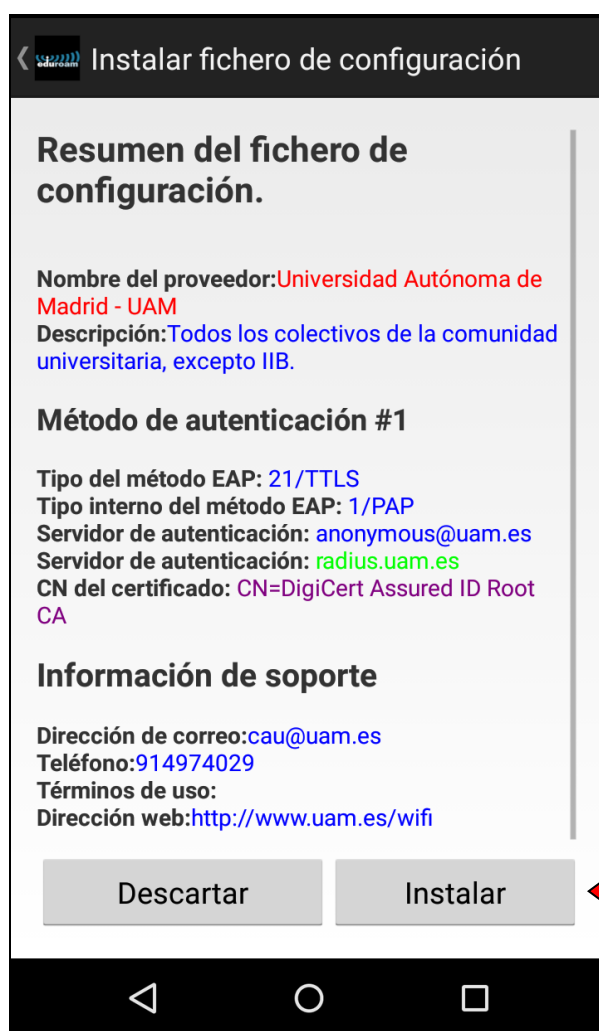 eduroam Instalar fichero de configuración
Resumen del fichero de
configuración.
Nombre del proveedor:Universidad Autónoma de
Madrid - UAM
Descripción:Todos los colectivos de la comunidad
universitaria, excepto IIB.
Método de autenticación #1
Tipo del método EAP: 21/TTLS
Tipo interno del método EAP: 1/PAP
Servidor de autenticación: anonymous@uam.es
Servidor de autenticación: radius.uam.es
CN del certificado: CN=DigiCert Assured ID Root
CA
Información de soporte
Dirección de correo:cau@uam.es
Teléfono:914974029
Términos de uso:
Dirección web:http://www.uam.es/wifi
Descartar Instalar